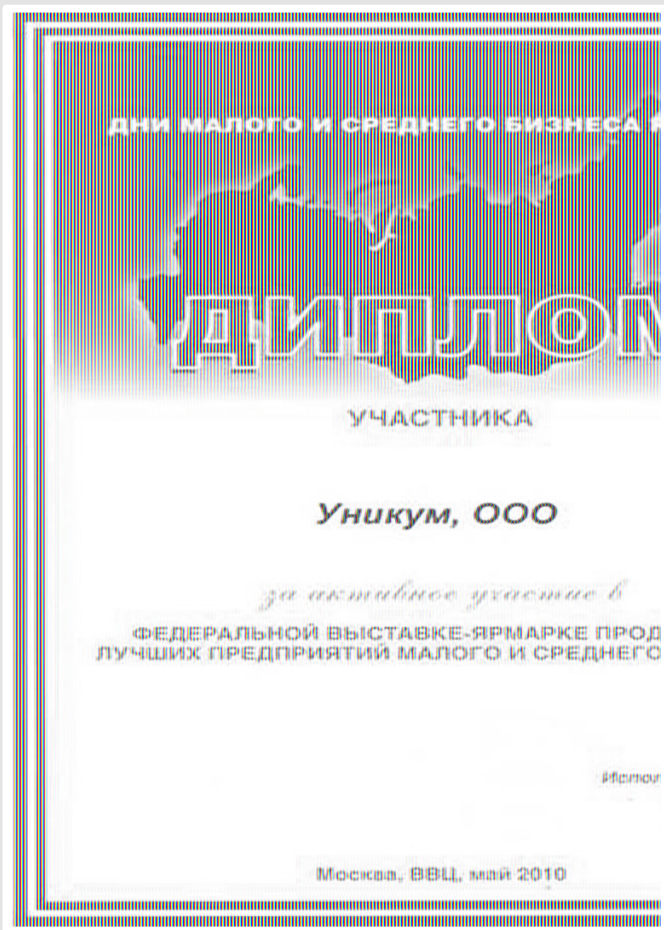 ДНИ МАЛОГО И СРЕДНЕГО БИЗНЕСА
ДИПЛОМ
УЧАСТНИКА
Уникум, ООО
за активное участие в
ФЕДЕРАЛЬНОЙ ВЫСТАВКЕ-ЯРМАРКЕ ПРОД
ЛУЧШИХ ПРЕДПРИЯТИЙ МАЛОГО И СРЕДНЕГО
Москва, ВВЦ, май 2010